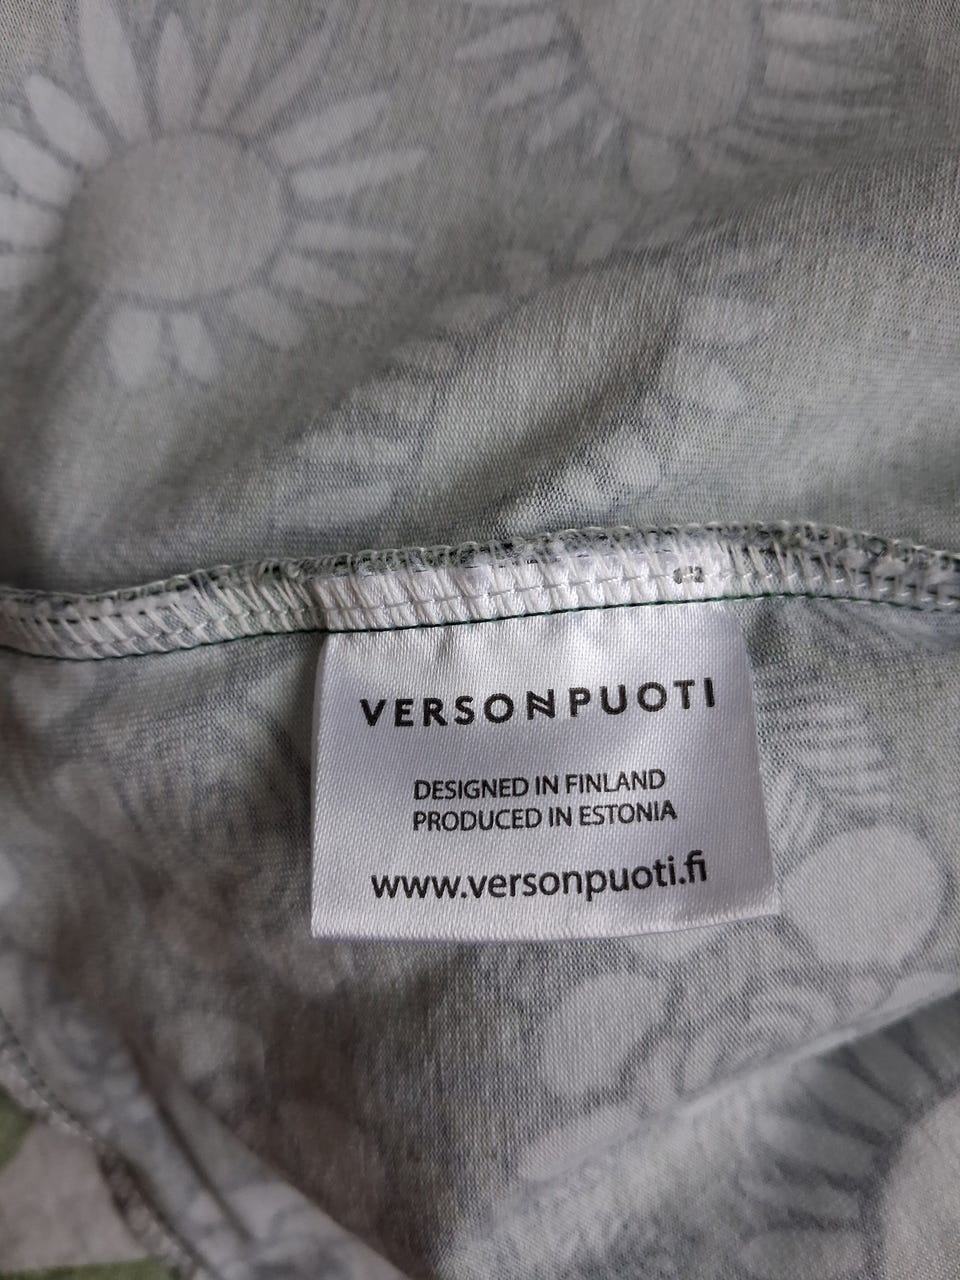 VERSONPUOTI
DESIGNED IN FINLAND
PRODUCED IN ESTONIA
www.versonpuoti.fi